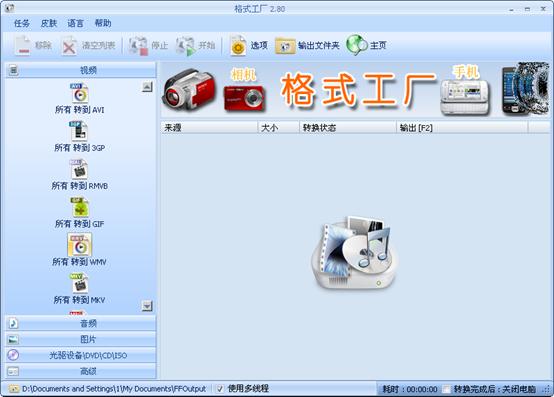 格式工厂 2.80
任务 皮肤 语言 帮助
移除 清空列表 停止 开始 选项 输出文件夹 主页
视频
AVI
所有 转到 AVI
3GP
所有 转到 3GP
所有 转到 RMVB
GIF
所有 转到 GIF
WMV
所有 转到 WMV
MKV
所有 转到 MKV
音频
图片
光驱设备\DVD\CD\ISO
高级
相机 格式工厂 手机
来源 大小 转换状态 输出 [F2]
D:\Documents and Settings\1\My Documents\FFOutput 使用多线程 耗时 : 00:00:00 转换完成后 : 关闭电脑